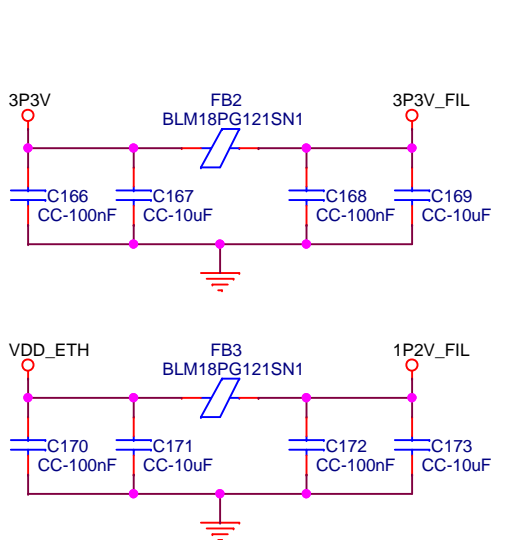 3P3V
FB2
3P3V_FIL
BLM18PG121SN1
C166
C167
C168
C169
CC-100nF
CC-10uF
CC-100nF
CC-10uF
VDD_ETH
FB3
1P2V_FIL
BLM18PG121SN1
C170
C171
C172
C173
CC-100nF
CC-10uF
CC-100nF
CC-10uF